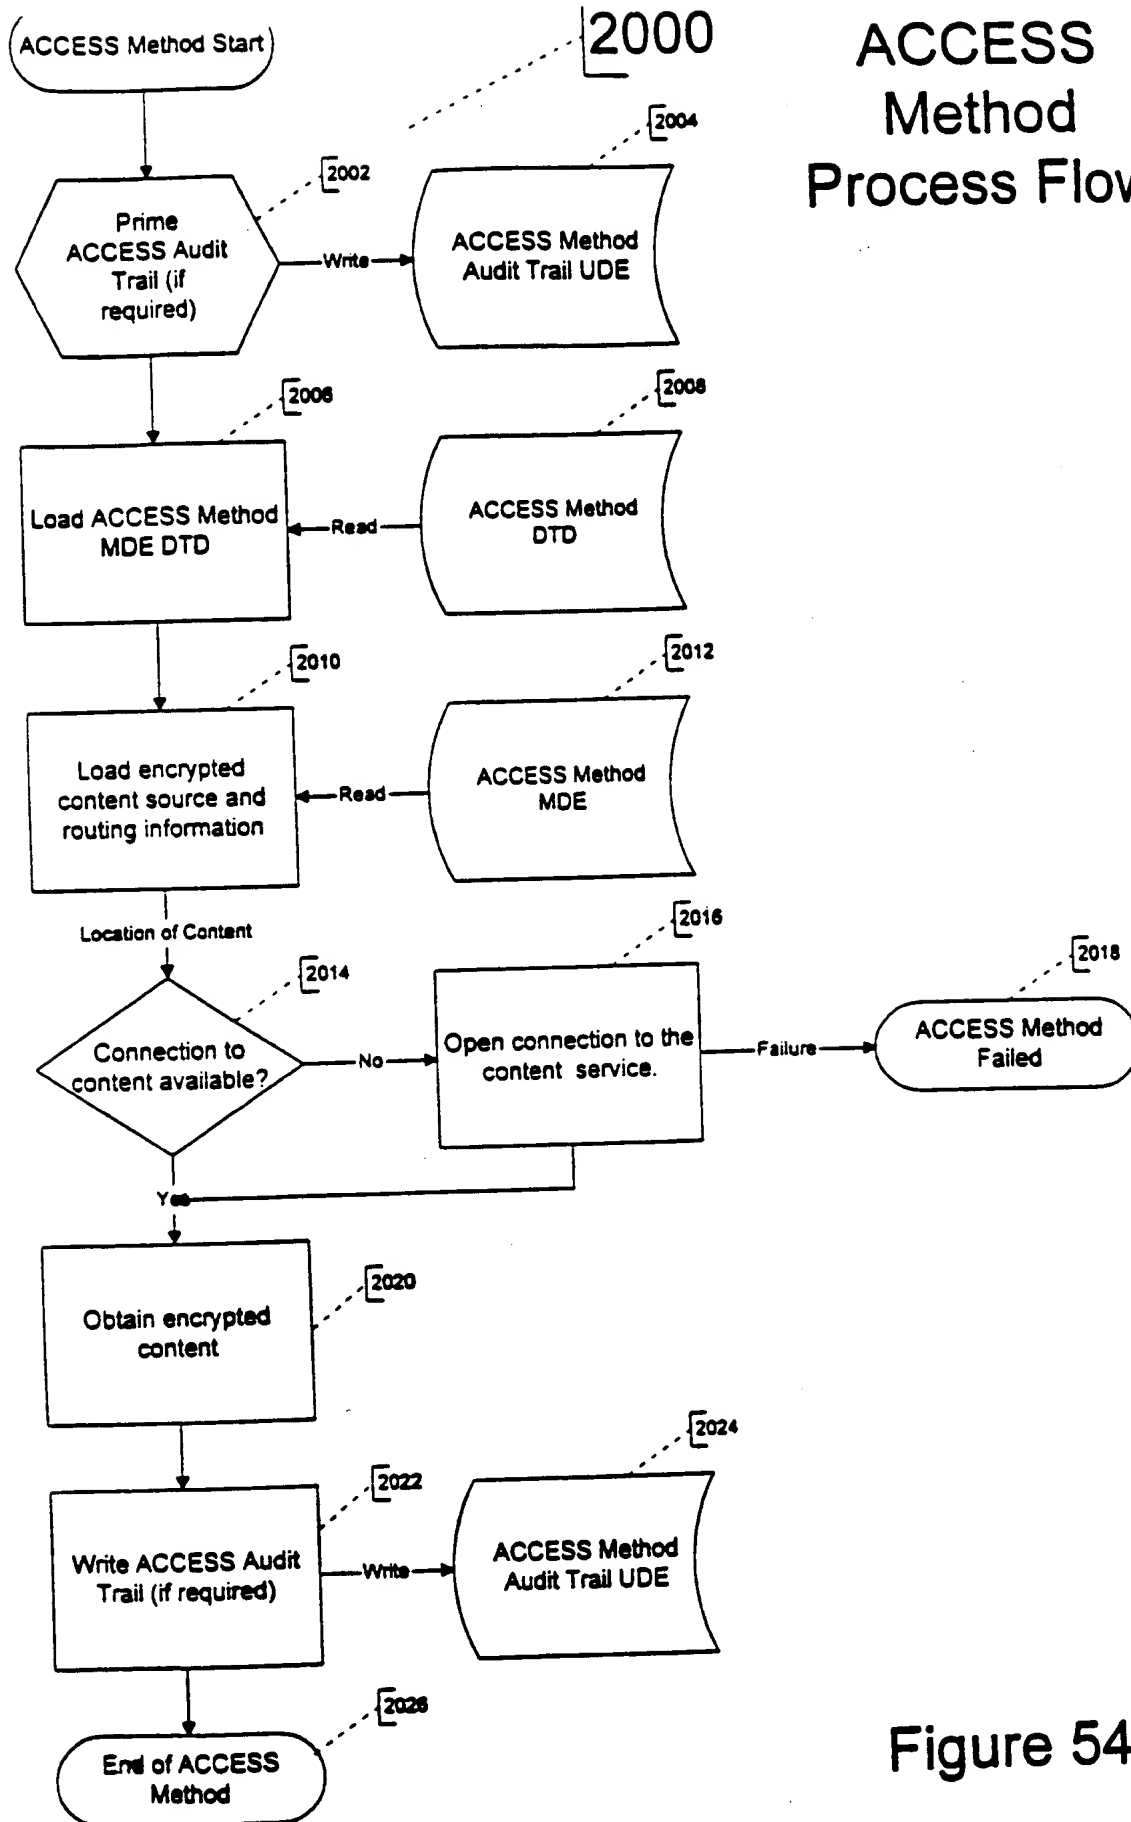 ACCESS Method Start
2000
ACCESS
Method
Process Flow
2002
2004
Prime
ACCESS Audit
Trail (if
required)
Write
ACCESS Method
Audit Trail UDE
2006
2008
Load ACCESS Method
MDE DTD
Read
ACCESS Method
DTD
2010
2012
Load encrypted
content source and
routing information
Read
ACCESS Method
MDE
Location of Content
2014
2016
2018
Connection to
content available?
No
Open connection to the
content service.
Failure
ACCESS Method
Failed
Yes
2020
Obtain encrypted
content
2022
2024
Write ACCESS Audit
Trail (if required)
Write
ACCESS Method
Audit Trail UDE
2026
End of ACCESS
Method
Figure 54